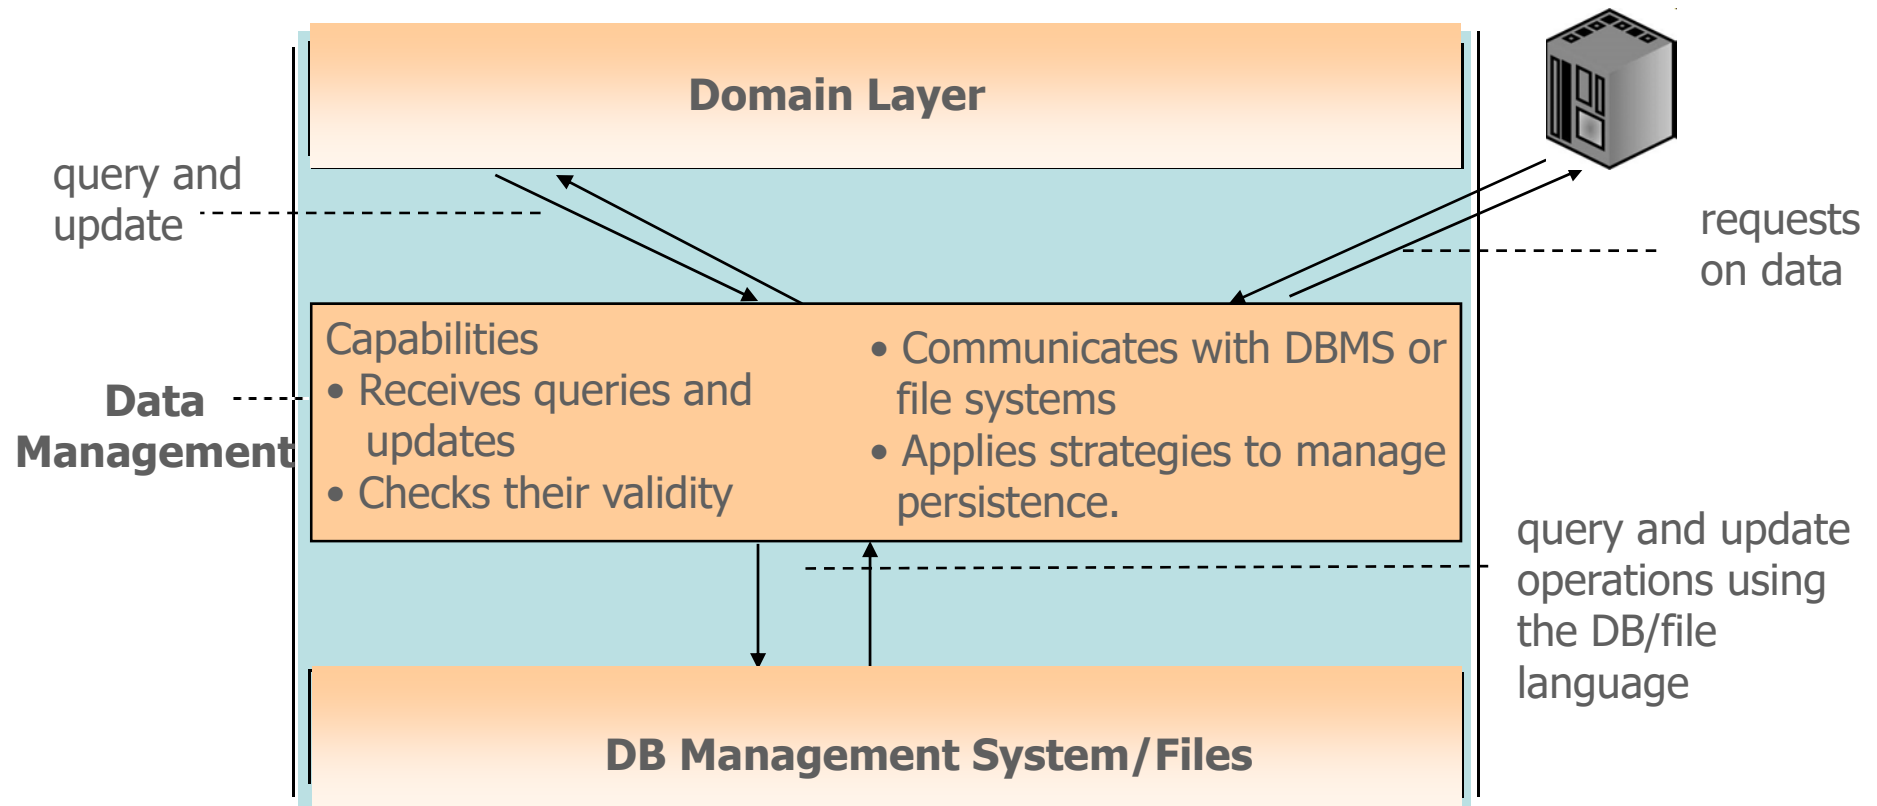 Domain Layer
query and
update
requests
on data
Data
Management
Capabilities
• Receives queries and
updates
• Checks their validity
• Communicates with DBMS or
file systems
• Applies strategies to manage
persistence.
query and update
operations using
the DB/file
language
DB Management System/Files